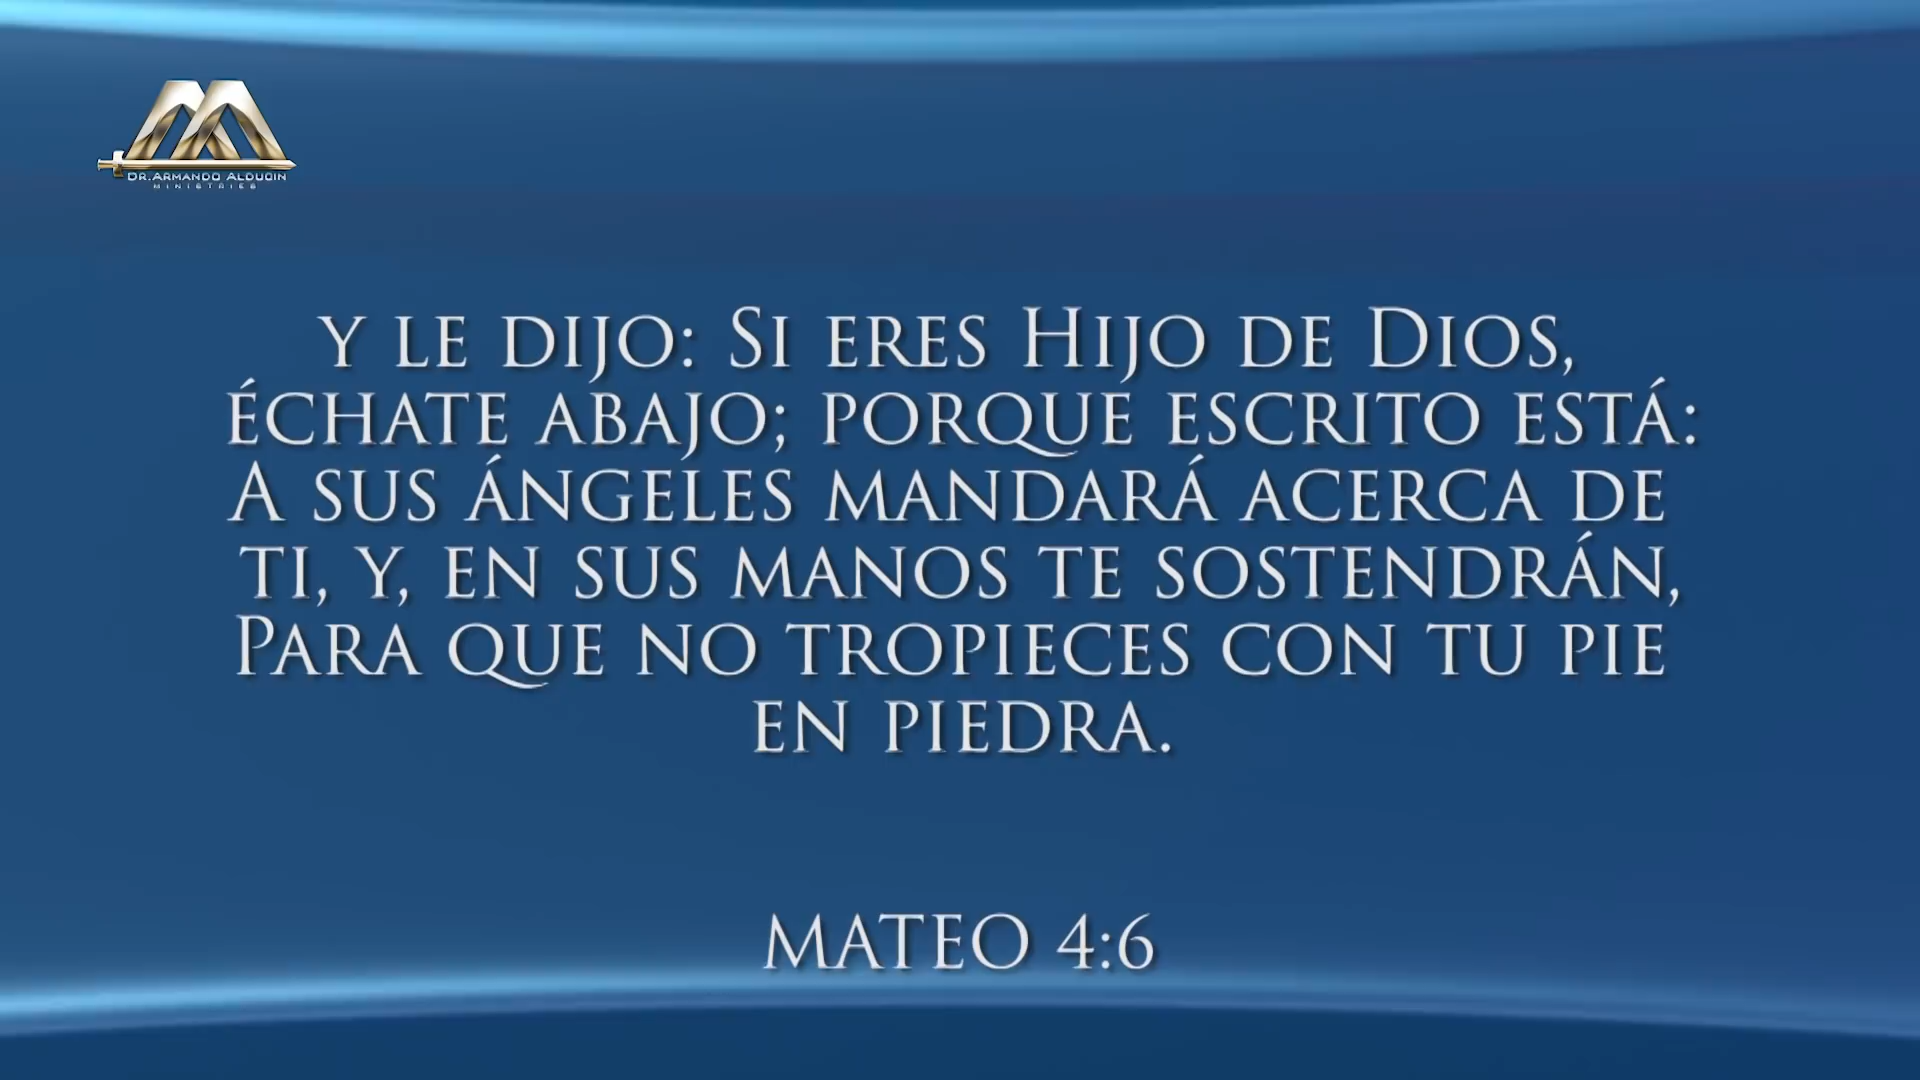 DR. ARMANDO ALDUCIN
MINISTRIES
Y LE DIJO: SI ERES HIJO DE DIOS,
ÉCHATE ABAJO; PORQUE ESCRITO ESTÁ:
A SUS ÁNGELES MANDARÁ ACERCA DE
TI, Y, EN SUS MANOS TE SOSTENDRÁN,
PARA QUE NO TROPIECES CON TU PIE
EN PIEDRA.
MATEO 4:6